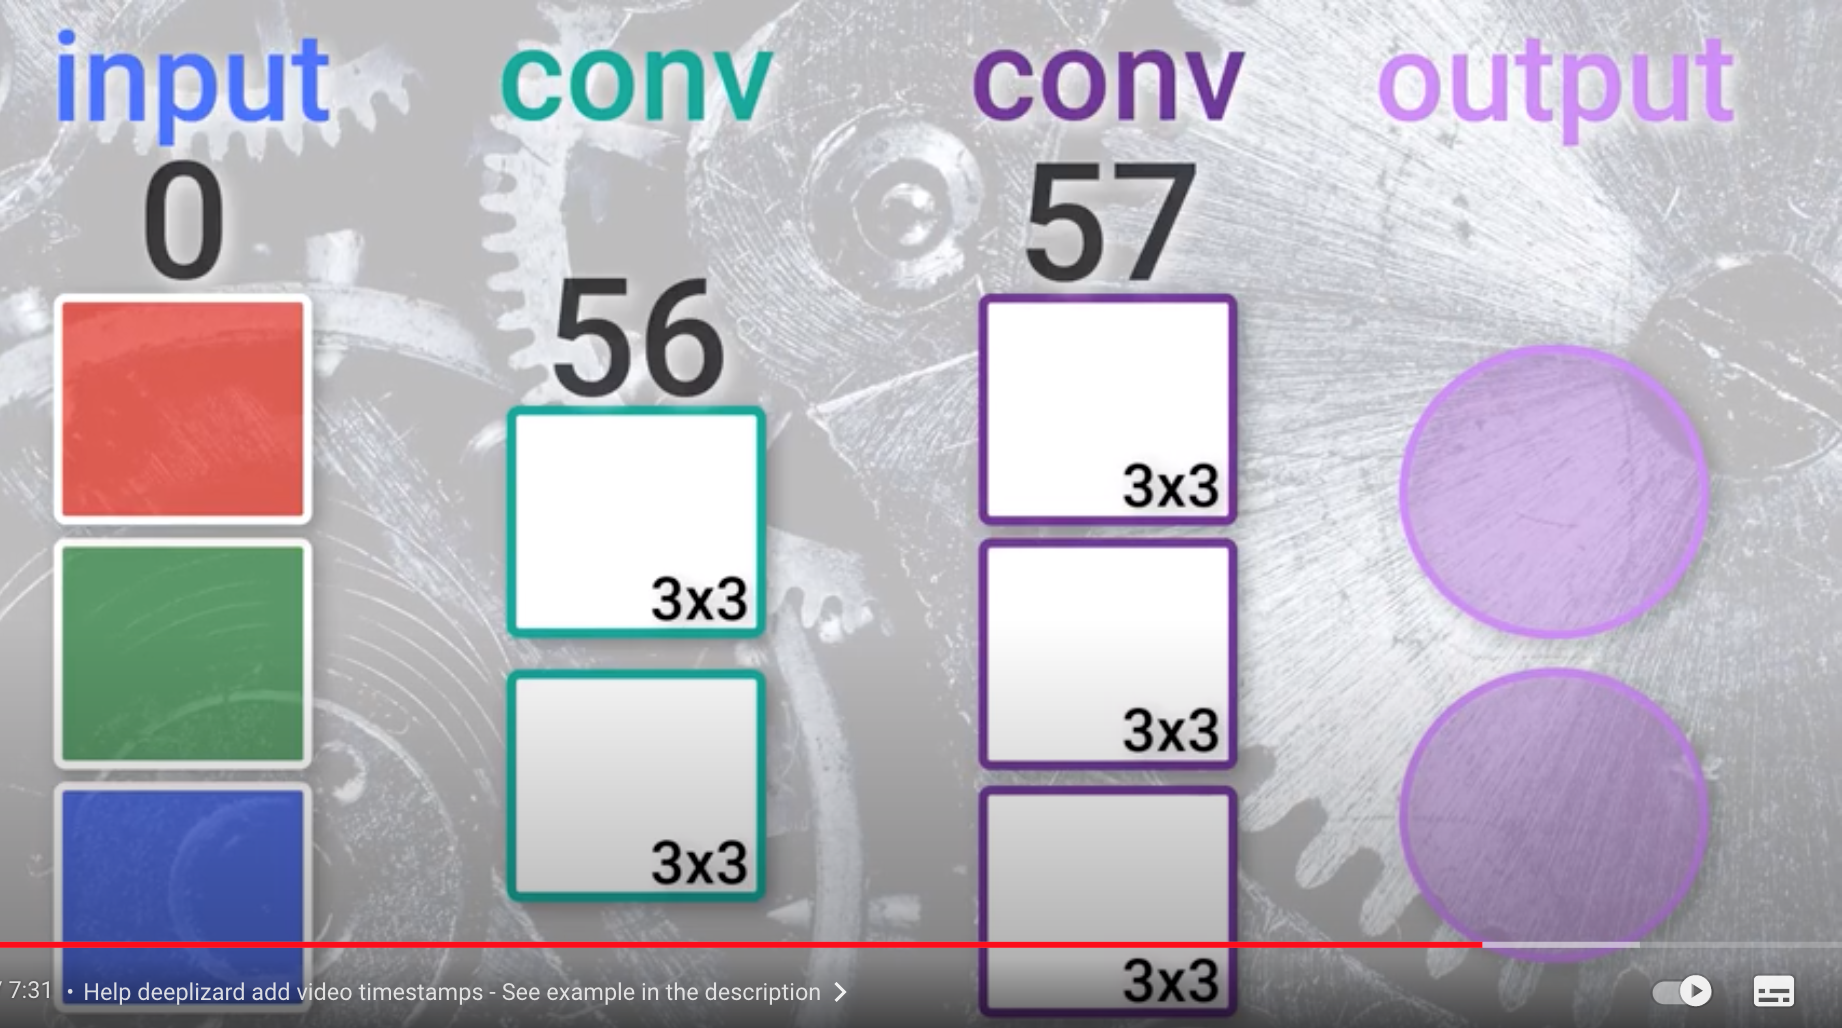 input
conv
conv
output
0
56
57
3x3
3x3
3x3
3x3
3x3
/ 7:31 • Help deeplizard add video timestamps - See example in the description